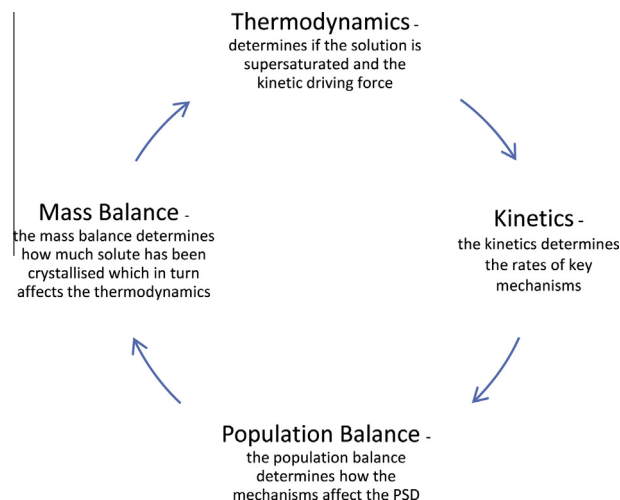 Thermodynamics -
determines if the solution is
supersaturated and the
kinetic driving force
Kinetics -
the kinetics determines
the rates of key
mechanisms
Population Balance -
the population balance
determines how the
mechanisms affect the PSD
Mass Balance -
the mass balance determines
how much solute has been
crystallised which in turn
affects the thermodynamics